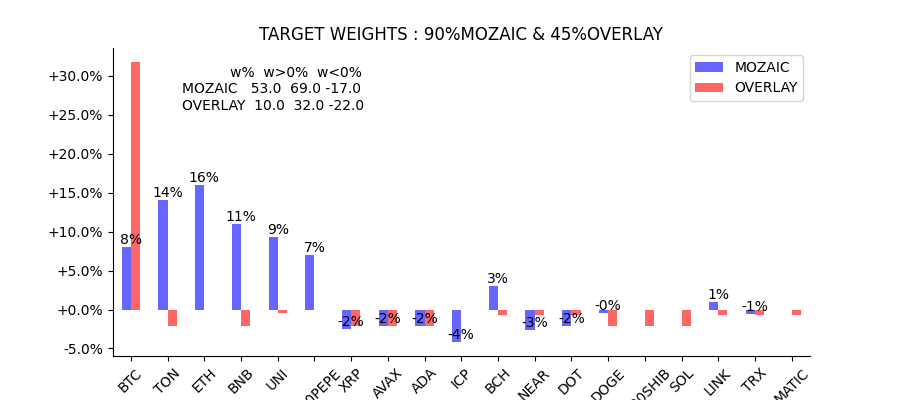 TARGET WEIGHTS : 90%MOZAIC & 45%OVERLAY
w% w>0% w<0%
MOZAIC 53.0 69.0 -17.0
OVERLAY 10.0 32.0 -22.0
MOZAIC
OVERLAY
+30.0%
+25.0%
+20.0%
+15.0%
+10.0%
+5.0%
+0.0%
-5.0%
8%
14%
16%
11%
9%
7%
-2%
-2%
-2%
-4%
3%
-3%
-2%
-0%
1%
-1%
BTC
TON
ETH
BNB
UNI
0PEPE
XRP
AVAX
ADA
ICP
BCH
NEAR
DOT
DOGE
0SHIB
SOL
LINK
TRX
MATIC